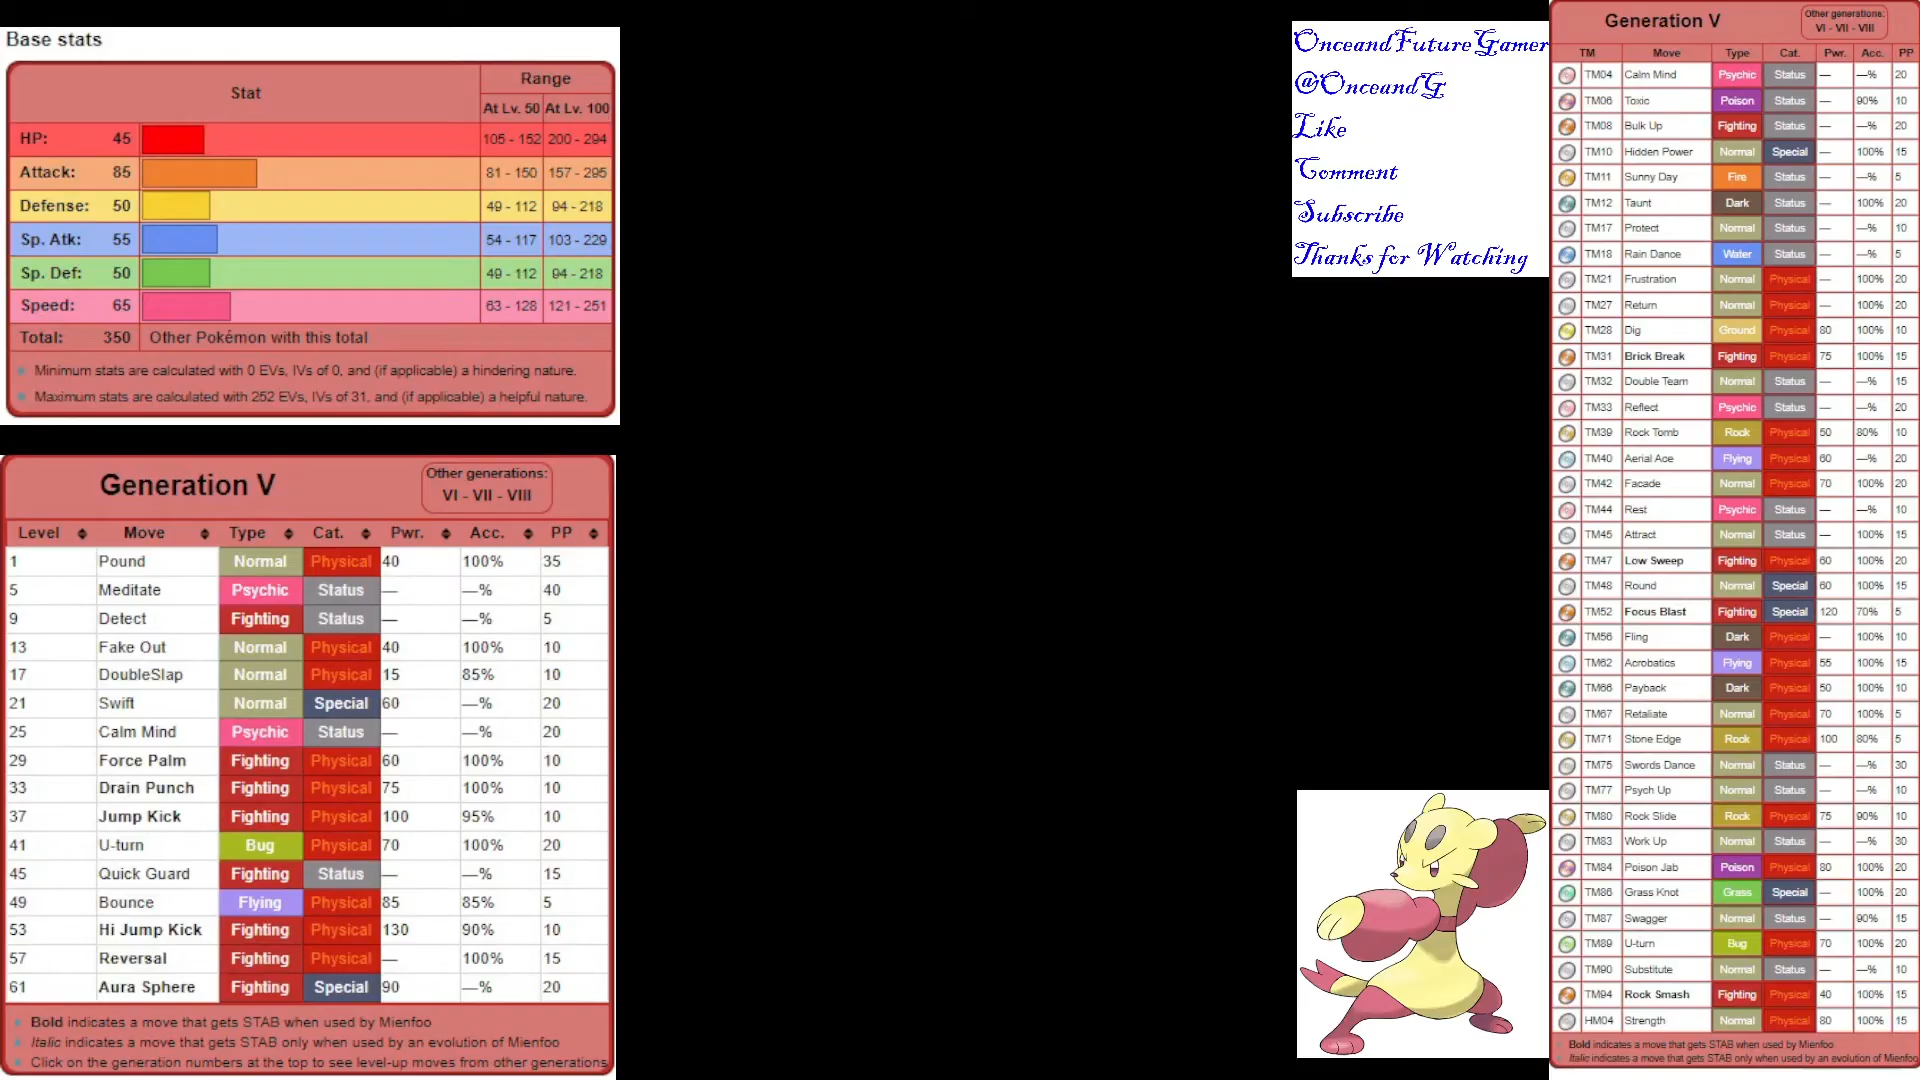 Base stats
Stat Range
At Lv. 50 At Lv. 100
HP: 45 105 - 152 200 - 294
Attack: 85 81 - 150 157 - 295
Defense: 50 49 - 112 94 - 218
Sp. Atk: 55 54 - 117 103 - 229
Sp. Def: 50 49 - 112 94 - 218
Speed: 65 63 - 128 121 - 251
Total: 350 Other Pokémon with this total
Minimum stats are calculated with 0 EVs, IVs of 0, and (if applicable) a hindering nature.
Maximum stats are calculated with 252 EVs, IVs of 31, and (if applicable) a helpful nature.
Generation V
Other generations:
VI - VII - VIII
Level Move Type Cat. Pwr. Acc. PP
1 Pound Normal Physical 40 100% 35
5 Meditate Psychic Status — —% 40
9 Detect Fighting Status — —% 5
13 Fake Out Normal Physical 40 100% 10
17 DoubleSlap Normal Physical 15 85% 10
21 Swift Normal Special 60 —% 20
25 Calm Mind Psychic Status — —% 20
29 Force Palm Fighting Physical 60 100% 10
33 Drain Punch Fighting Physical 75 100% 10
37 Jump Kick Fighting Physical 100 95% 10
41 U-turn Bug Physical 70 100% 20
45 Quick Guard Fighting Status — —% 15
49 Bounce Flying Physical 85 85% 5
53 Hi Jump Kick Fighting Physical 130 90% 10
57 Reversal Fighting Physical — 100% 15
61 Aura Sphere Fighting Special 90 —% 20
Bold indicates a move that gets STAB when used by Mienfoo
Italic indicates a move that gets STAB only when used by an evolution of Mienfoo
Click on the generation numbers at the top to see level-up moves from other generations
OnceandFutureGamer
@OnceandG
Like
Comment
Subscribe
Thanks for Watching
Generation V
Other generations:
VI - VII - VIII
TM Move Type Cat. Pwr. Acc. PP
TM04 Calm Mind Psychic Status — —% 20
TM06 Toxic Poison Status — 90% 10
TM08 Bulk Up Fighting Status — —% 20
TM10 Hidden Power Normal Special — 100% 15
TM11 Sunny Day Fire Status — —% 5
TM12 Taunt Dark Status — 100% 20
TM17 Protect Normal Status — —% 10
TM18 Rain Dance Water Status — —% 5
TM21 Frustration Normal Physical — 100% 20
TM27 Return Normal Physical — 100% 20
TM28 Dig Ground Physical 80 100% 10
TM31 Brick Break Fighting Physical 75 100% 15
TM32 Double Team Normal Status — —% 15
TM33 Reflect Psychic Status — —% 20
TM39 Rock Tomb Rock Physical 50 80% 10
TM40 Aerial Ace Flying Physical 60 —% 20
TM42 Facade Normal Physical 70 100% 20
TM44 Rest Psychic Status — —% 10
TM45 Attract Normal Status — 100% 15
TM47 Low Sweep Fighting Physical 60 100% 20
TM48 Round Normal Special 60 100% 15
TM52 Focus Blast Fighting Special 120 70% 5
TM56 Fling Dark Physical — 100% 10
TM62 Acrobatics Flying Physical 55 100% 15
TM66 Payback Dark Physical 50 100% 10
TM67 Retaliate Normal Physical 70 100% 5
TM71 Stone Edge Rock Physical 100 80% 5
TM75 Swords Dance Normal Status — —% 30
TM77 Psych Up Normal Status — —% 10
TM80 Rock Slide Rock Physical 75 90% 10
TM83 Work Up Normal Status — —% 30
TM84 Poison Jab Poison Physical 80 100% 20
TM86 Grass Knot Grass Special — 100% 20
TM87 Swagger Normal Status — 90% 15
TM89 U-turn Bug Physical 70 100% 20
TM90 Substitute Normal Status — —% 10
TM94 Rock Smash Fighting Physical 40 100% 15
HM04 Strength Normal Physical 80 100% 15
Bold indicates a move that gets STAB when used by Mienfoo
Italic indicates a move that gets STAB only when used by an evolution of Mienfoo